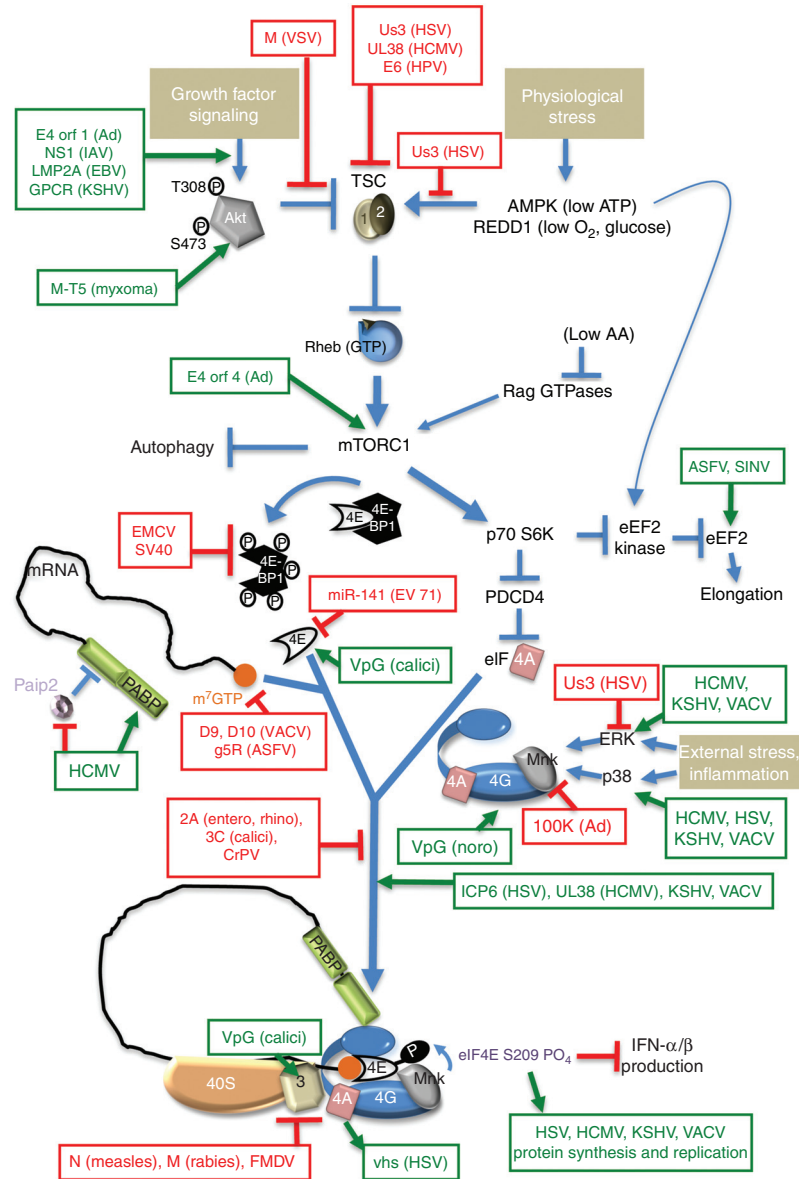 M (VSV)
Us3 (HSV)
UL38 (HCMV)
E6 (HPV)
Growth factor
signaling
Physiological
stress
E4 orf 1 (Ad)
NS1 (IAV)
LMP2A (EBV)
GPCR (KSHV)
Us3 (HSV)
T308
P
Akt
P
S473
TSC
1
2
AMPK (low ATP)
REDD1 (low O2, glucose)
M-T5 (myxoma)
Rheb (GTP)
(Low AA)
E4 orf 4 (Ad)
Rag GTPases
Autophagy
mTORC1
ASFV, SINV
4E
4E-
BP1
EMCV
SV40
P
P
P
P
P
4E-
BP1
p70 S6K
eEF2
kinase
eEF2
mRNA
PDCD4
Elongation
miR-141 (EV 71)
4E
VpG (calici)
eIF
4A
Paip2
PABP
m⁷GTP
D9, D10 (VACV)
g5R (ASFV)
HCMV
Us3 (HSV)
HCMV,
KSHV, VACV
ERK
Mnk
4A
4G
p38
External stress,
inflammation
100K (Ad)
VpG (noro)
HCMV, HSV,
KSHV, VACV
2A (entero, rhino),
3C (calici),
CrPV
ICP6 (HSV), UL38 (HCMV), KSHV, VACV
PABP
VpG (calici)
40S
3
4E
P
Mnk
4A
4G
eIF4E S209 PO4
IFN-α/β
production
N (measles), M (rabies), FMDV
vhs (HSV)
HSV, HCMV, KSHV, VACV
protein synthesis and replication